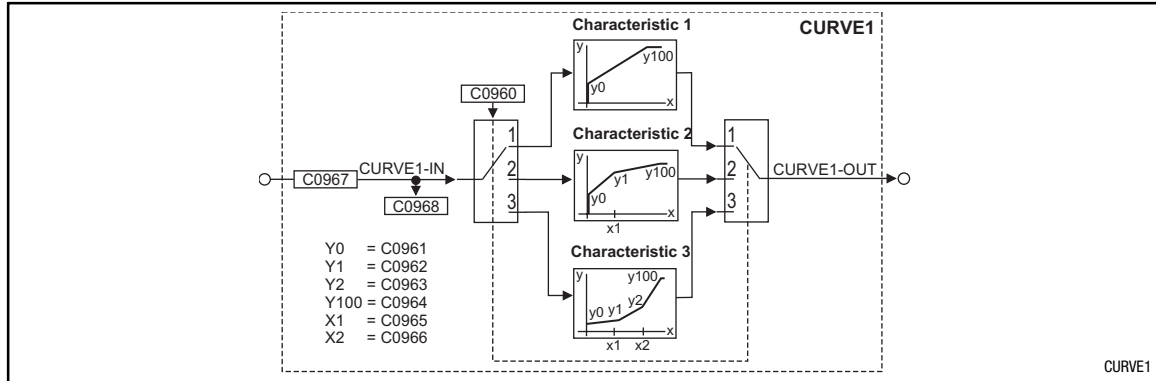 Characteristic 1
CURVE1
y
y100
y0
x
C0960
1
2
3
Characteristic 2
y
y1
y100
y0
x
x1
1
2
3
C0967
CURVE1-IN
C0968
CURVE1-OUT
Characteristic 3
y
y100
y2
y0
y1
x
x1
x2
Y0 = C0961
Y1 = C0962
Y2 = C0963
Y100 = C0964
X1 = C0965
X2 = C0966
CURVE1